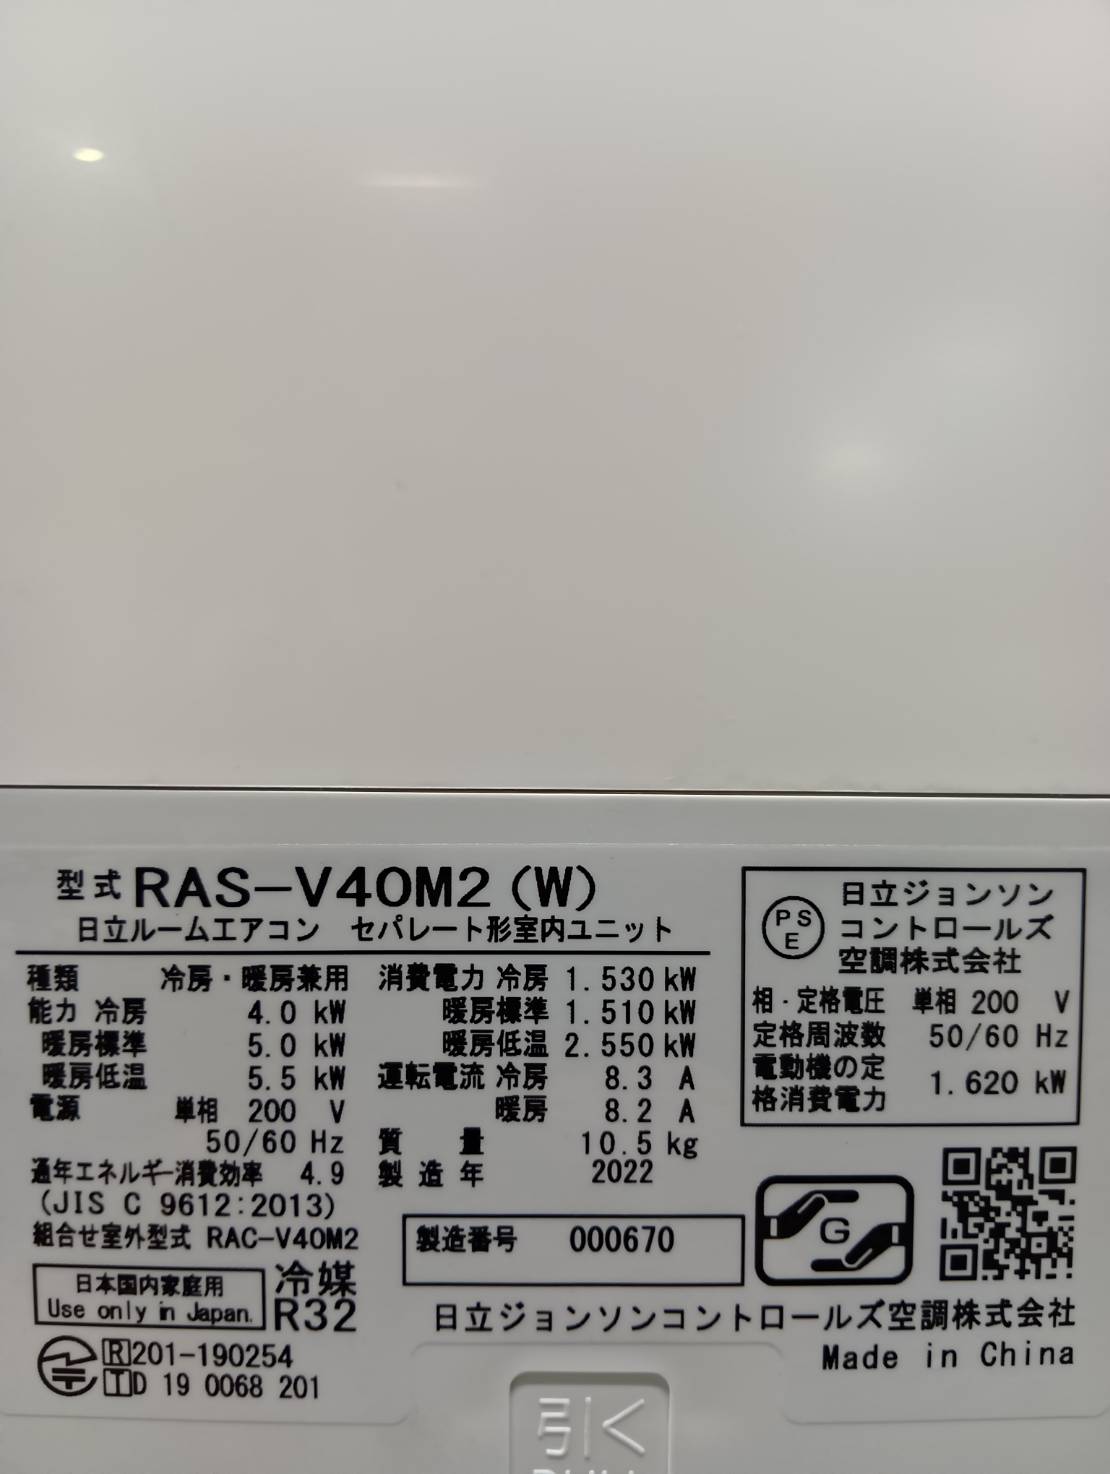 型式 RAS-V40M2(W)
日立ルームエアコン セパレート形室内ユニット
種類 冷房・暖房兼用
能力 冷房 4.0 kW
暖房標準 5.0 kW
暖房低温 5.5 kW
電源 単相 200 V
50/60 Hz
通年エネルギー消費効率 4.9
(JIS C 9612:2013)
組合せ室外型式 RAC-V40M2
消費電力 冷房 1.530 kW
暖房標準 1.510 kW
暖房低温 2.550 kW
運転電流 冷房 8.3 A
暖房 8.2 A
質量 10.5 kg
製造年 2022
製造番号 000670
日本国内家庭用
Use only in Japan.
冷媒
R32
R 201-190254
T D 19 0068 201
PS
E
日立ジョンソン
コントロールズ
空調株式会社
相・定格電圧 単相 200 V
定格周波数 50/60 Hz
電動機の定
格消費電力 1.620 kW
G
日立ジョンソンコントロールズ空調株式会社
Made in China
引く